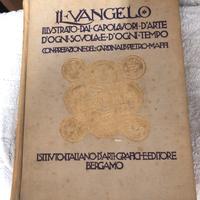 IL VANGELO
ILLVSTRATO·DAI·CAPOLAVORI·D'ARTE
D'OGNI·SCVOLA·E·D'OGNI·TEMPO
CON·PREFAZIONE·DEL·CARDINALE·PIETRO·MAFFI
ISTITVTO·ITALIANO·D'ARTI·GRAFICHE·EDITORE
BERGAMO